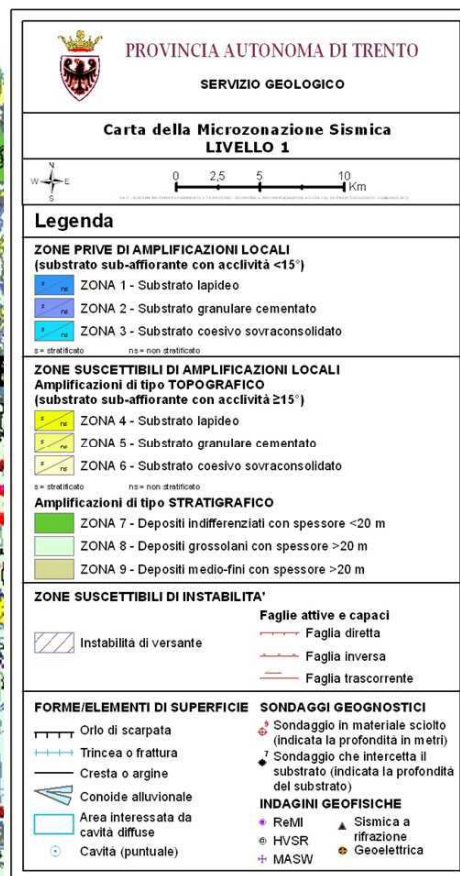 PROVINCIA AUTONOMA DI TRENTO
SERVIZIO GEOLOGICO
Carta della Microzonazione Sismica
LIVELLO 1
N
W E
S
0 2,5 5 10
Km
Legenda
ZONE PRIVE DI AMPLIFICAZIONI LOCALI
(substrato sub-affiorante con acclività <15°)
s ns ZONA 1 - Substrato lapideo
s ns ZONA 2 - Substrato granulare cementato
s ns ZONA 3 - Substrato coesivo sovraconsolidato
s = stratificato ns = non stratificato
ZONE SUSCETTIBILI DI AMPLIFICAZIONI LOCALI
Amplificazioni di tipo TOPOGRAFICO
(substrato sub-affiorante con acclività ≥15°)
s ns ZONA 4 - Substrato lapideo
s ns ZONA 5 - Substrato granulare cementato
s ns ZONA 6 - Substrato coesivo sovraconsolidato
s = stratificato ns = non stratificato
Amplificazioni di tipo STRATIGRAFICO
ZONA 7 - Depositi indifferenziati con spessore <20 m
ZONA 8 - Depositi grossolani con spessore >20 m
ZONA 9 - Depositi medio-fini con spessore >20 m
ZONE SUSCETTIBILI DI INSTABILITA'
Instabilità di versante
Faglie attive e capaci
Faglia diretta
Faglia inversa
Faglia trascorrente
FORME/ELEMENTI DI SUPERFICIE
Orlo di scarpata
Trincea o frattura
Cresta o argine
Conoide alluvionale
Area interessata da
cavità diffuse
Cavità (puntuale)
SONDAGGI GEOGNOSTICI
Sondaggio in materiale sciolto
(indicata la profondità in metri)
7 Sondaggio che intercetta il
substrato (indicata la profondità
del substrato)
INDAGINI GEOFISICHE
ReMI
HVSR
MASW
Sismica a
rifrazione
Geoelettrica